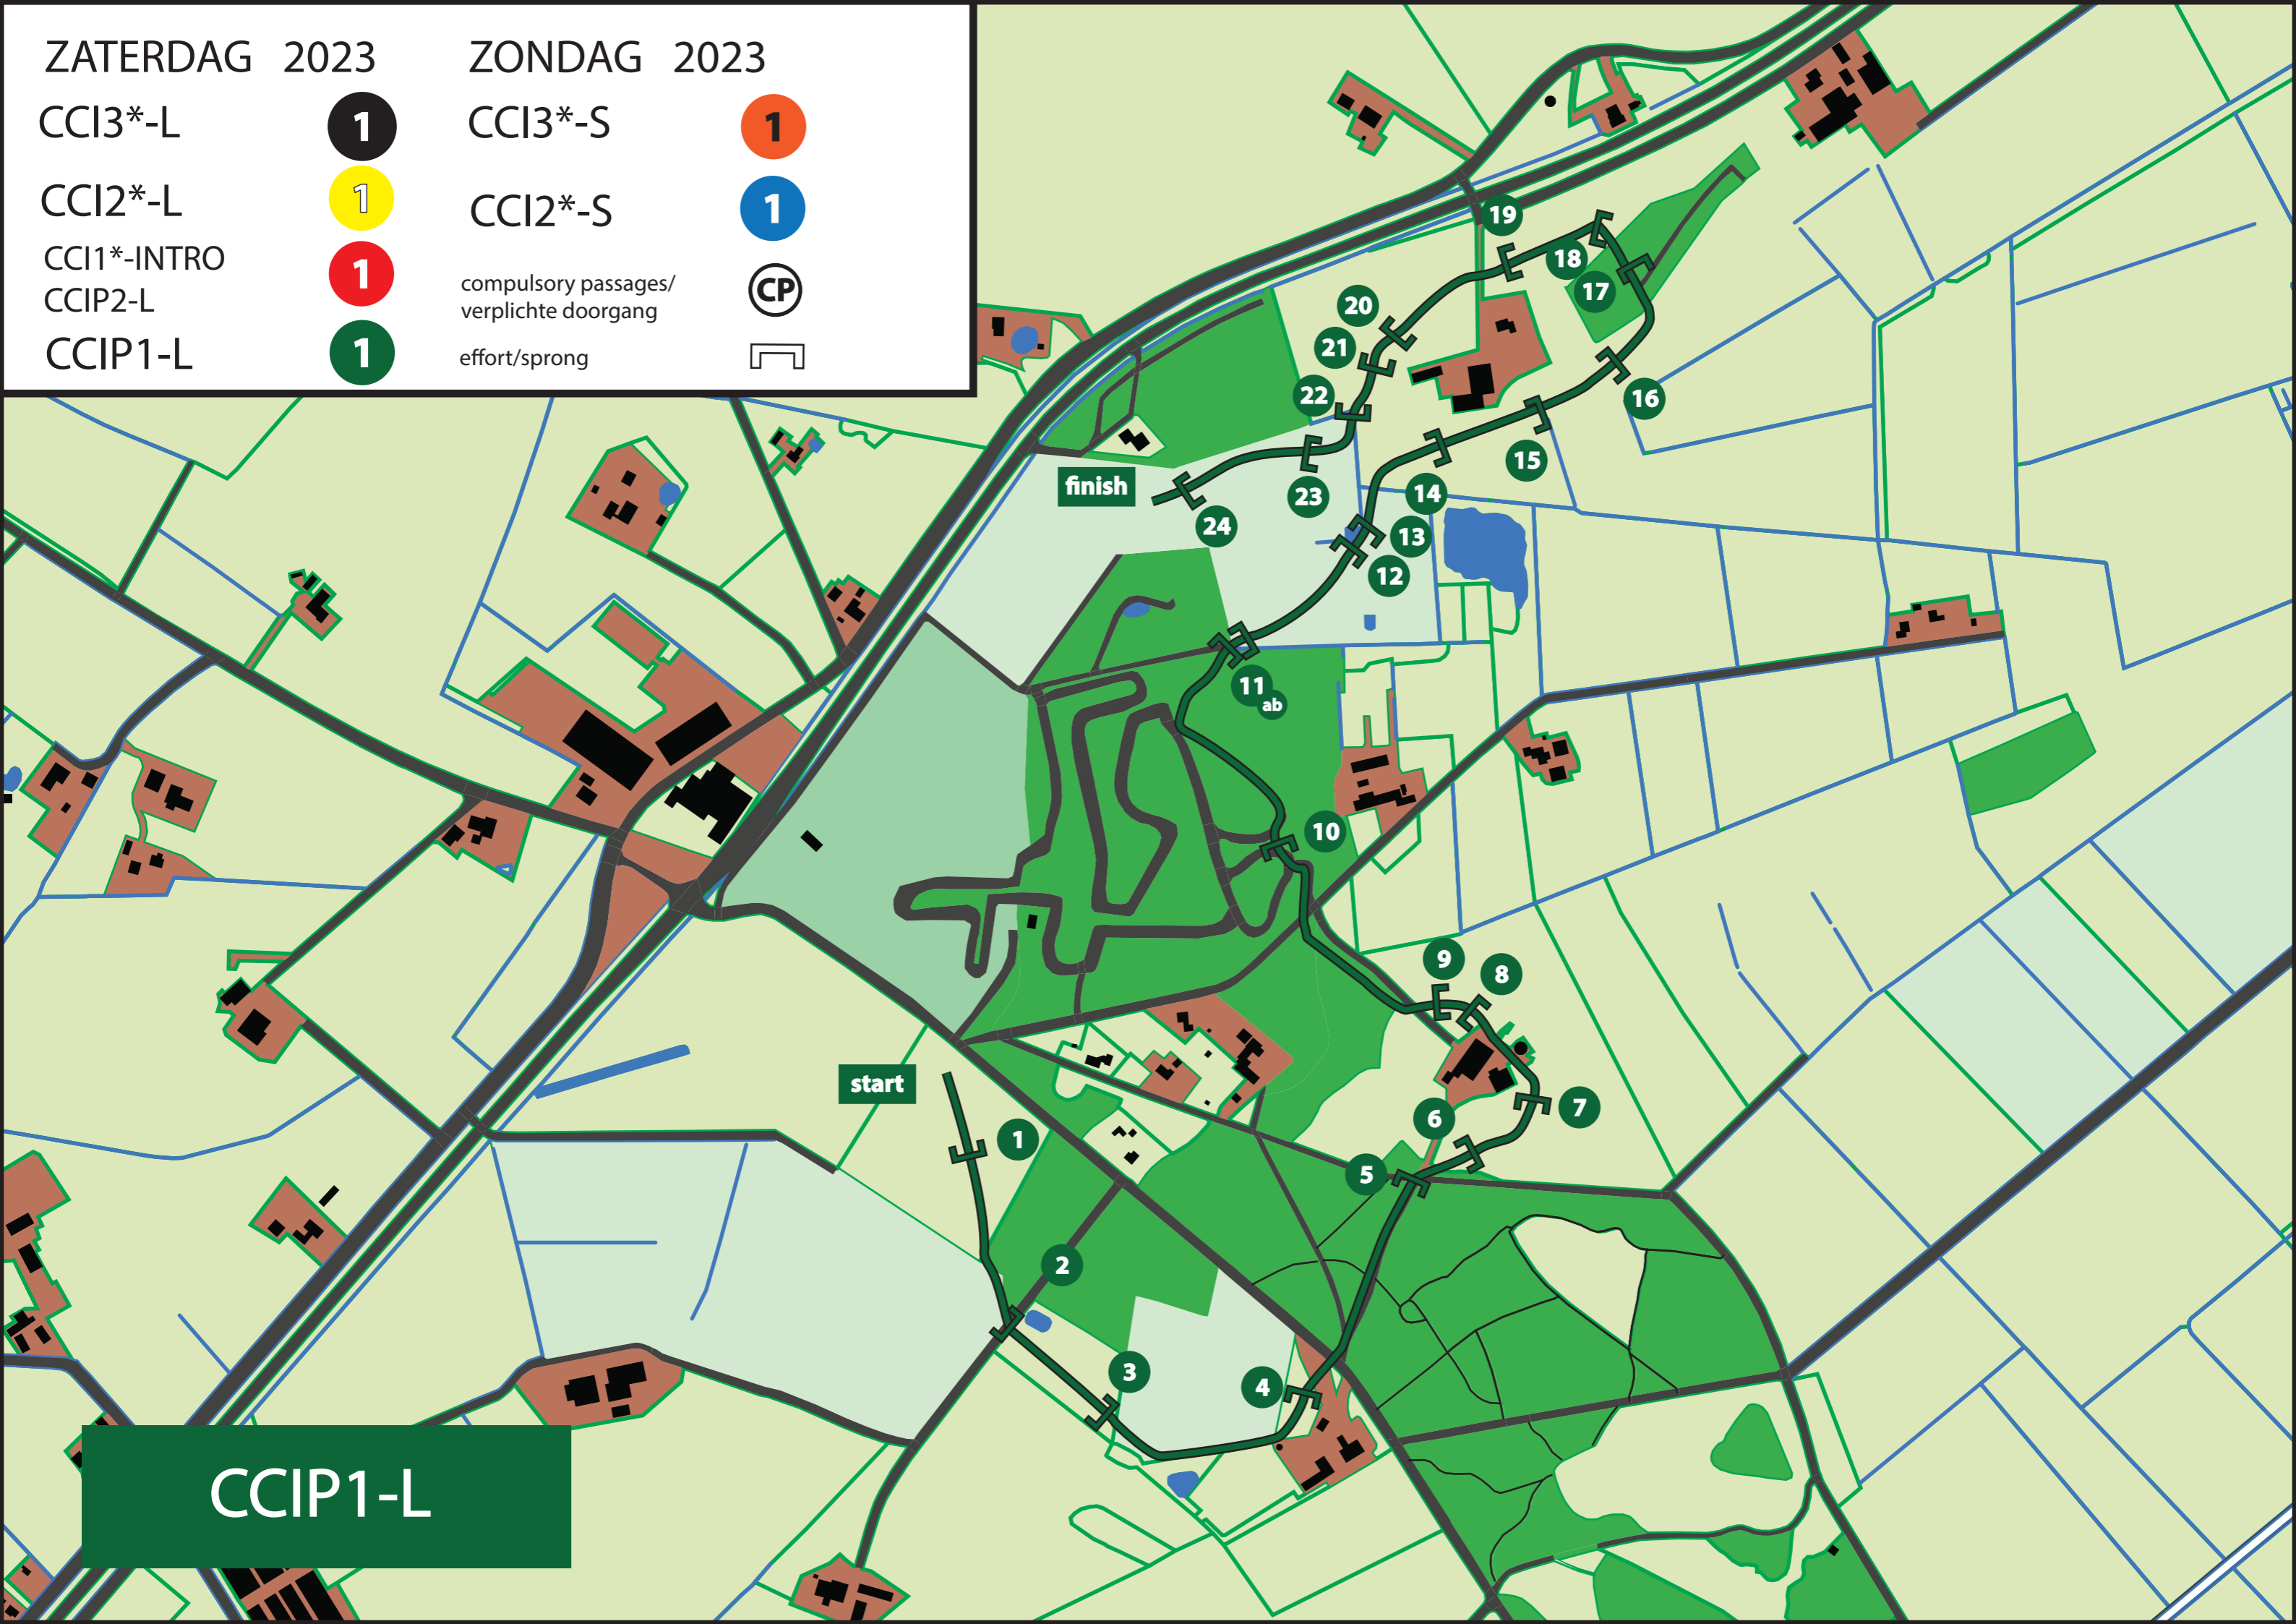 ZATERDAG 2023
CCI3*-L 1
CCI2*-L 1
CCI1*-INTRO
CCIP2-L 1
CCIP1-L 1
ZONDAG 2023
CCI3*-S 1
CCI2*-S 1
compulsory passages/
verplichte doorgang CP
effort/sprong
19
18
17
20
21
22
16
15
finish
23
14
24
13
12
11
ab
10
9
8
start
7
6
1
5
2
3
4
CCIP1-L